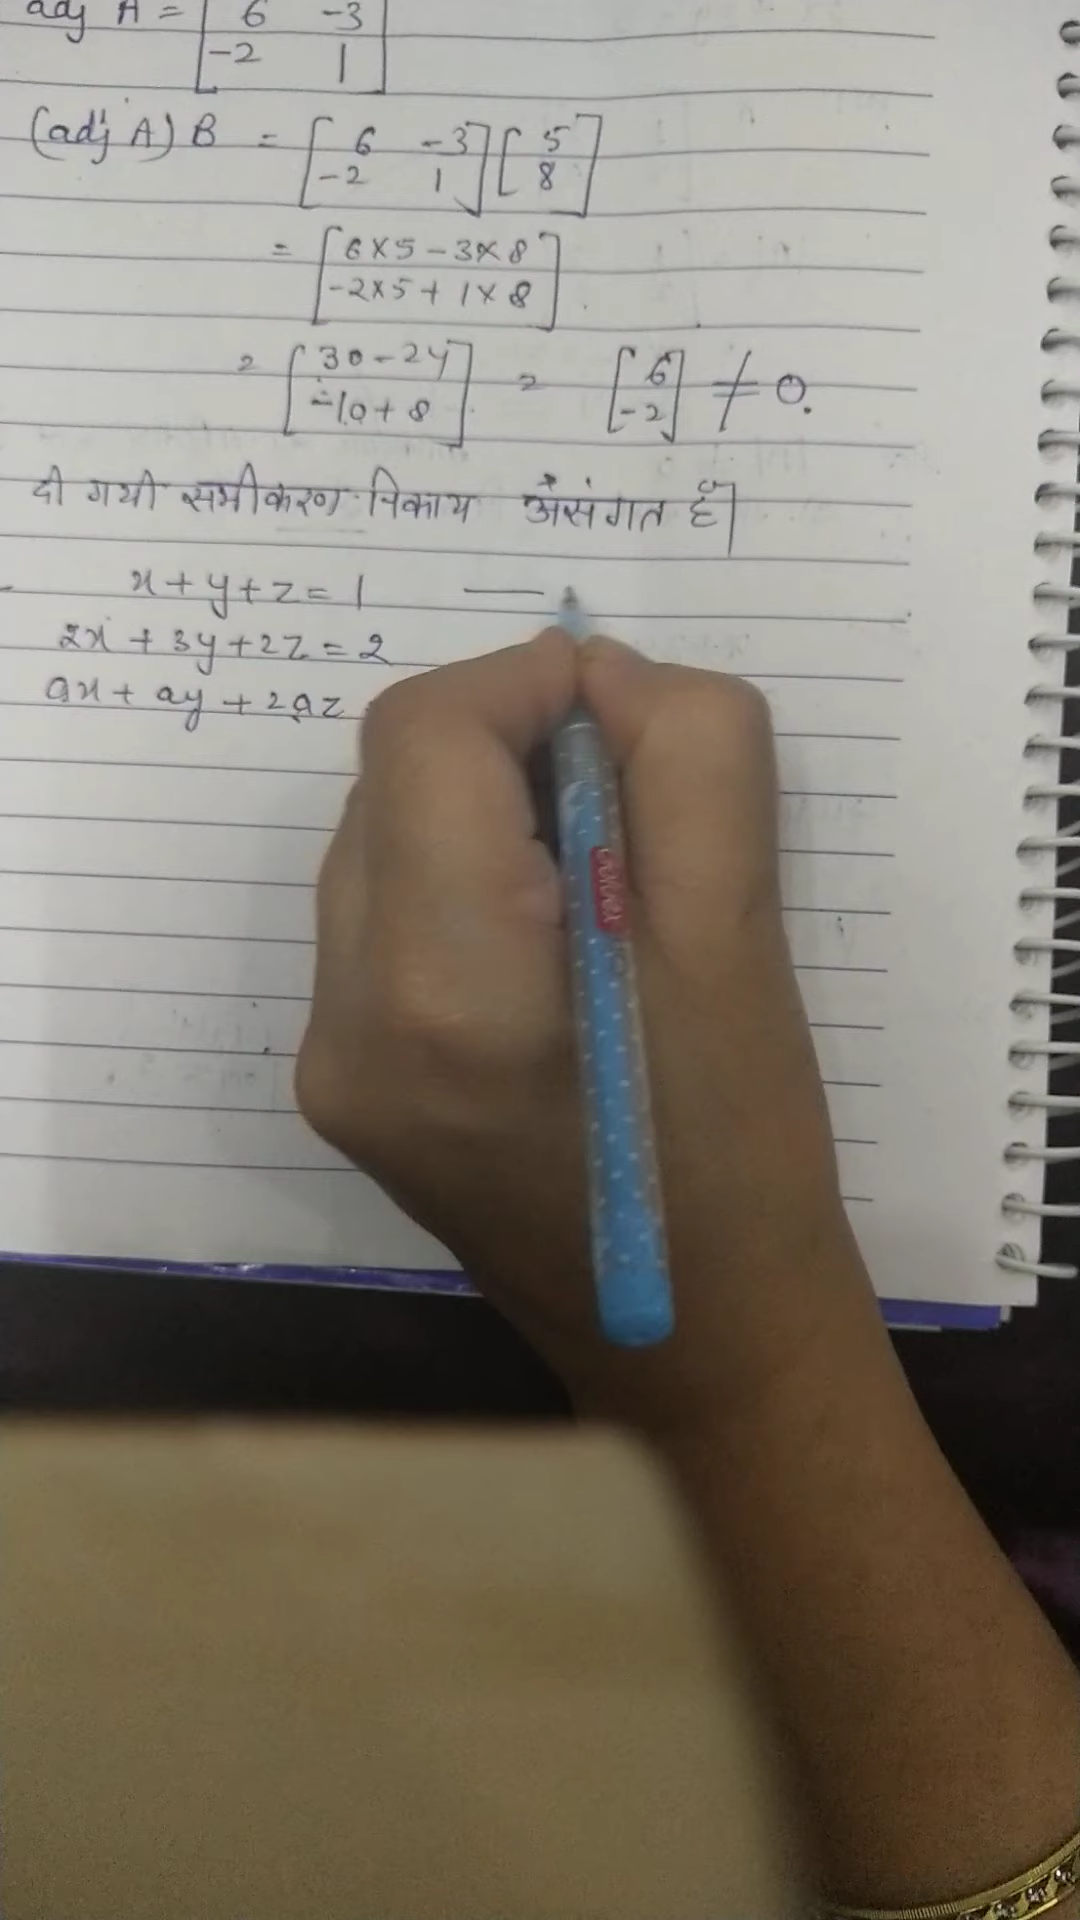 adj A = [ 6 -3
-2 1 ]
(adj A) B = [ 6 -3 ] [ 5 ]
-2 1 8
= [ 6×5 - 3×8 ]
-2×5 + 1×8
= [ 30 - 24 ] = [ 6 ] ≠ 0.
-10 + 8 -2
दी गयी समीकरण निकाय असंगत है|
x + y + z = 1 —
2x + 3y + 2z = 2
ax + ay + 2az